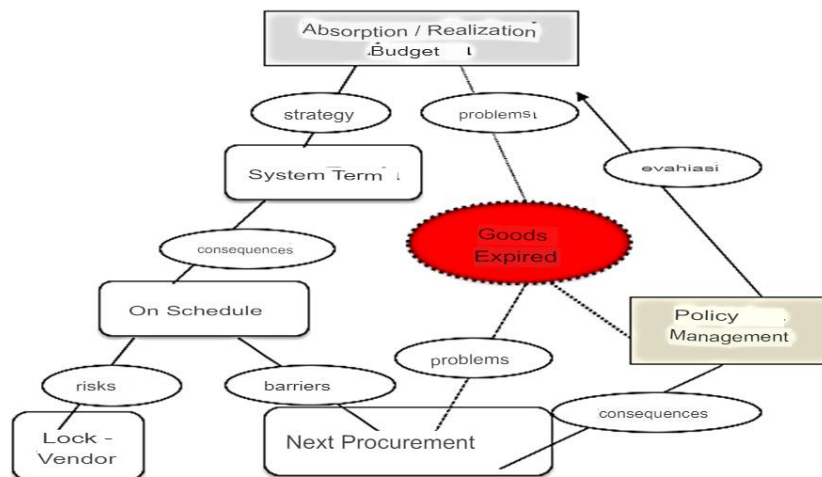 Absorption / Realization
Budget
strategy
problems
System Term
evahiasi
consequences
Goods
Expired
On Schedule
Policy
Management
problems
risks
barriers
consequences
Lock -
Vendor
Next Procurement